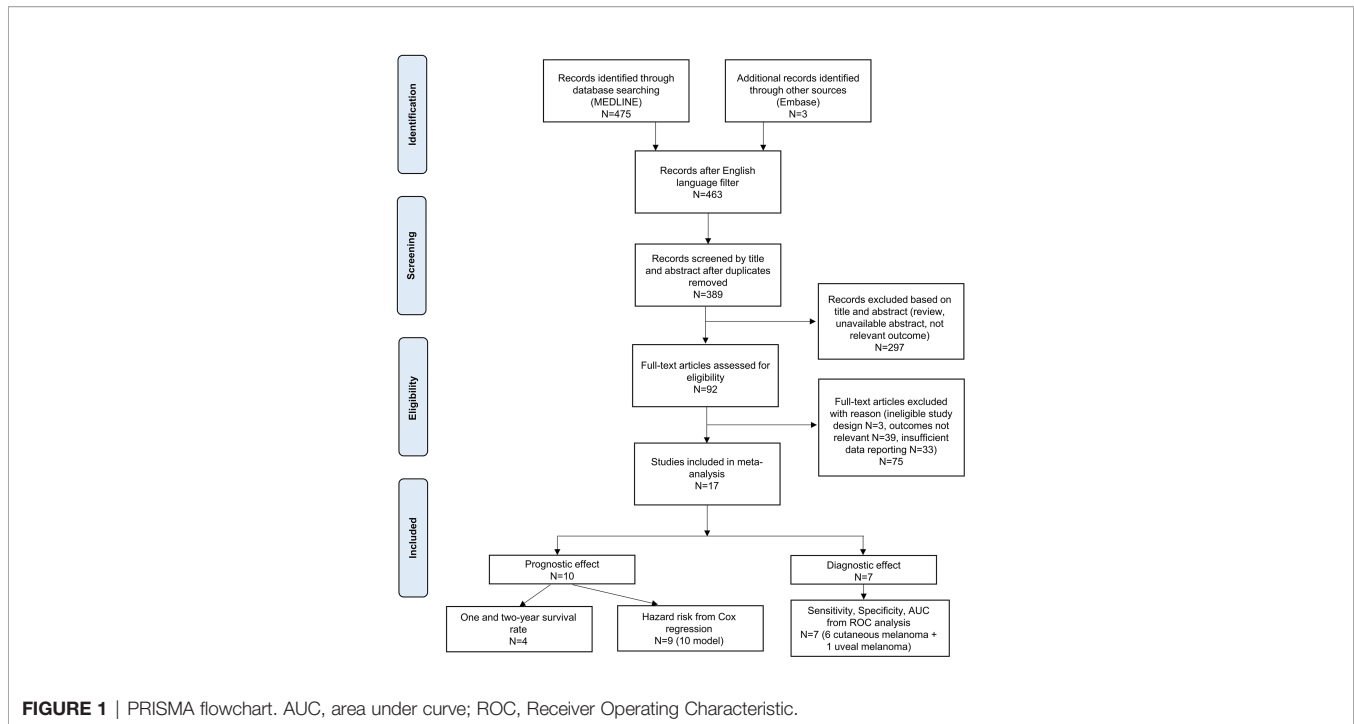 Identification
Records identified through
database searching
(MEDLINE)
N=475
Additional records identified
through other sources
(Embase)
N=3
Records after English
language filter
N=463
Screening
Records screened by title
and abstract after duplicates
removed
N=389
Records excluded based on
title and abstract (review,
unavailable abstract, not
relevant outcome)
N=297
Eligibility
Full-text articles assessed for
eligibility
N=92
Full-text articles excluded
with reason (ineligible study
design N=3, outcomes not
relevant N=39, insufficient
data reporting N=33)
N=75
Studies included in meta-
analysis
N=17
Included
Prognostic effect
N=10
Diagnostic effect
N=7
One and two-year survival
rate
N=4
Hazard risk from Cox
regression
N=9 (10 model)
Sensitivity, Specificity, AUC
from ROC analysis
N=7 (6 cutaneous melanoma +
1 uveal melanoma)
FIGURE 1 | PRISMA flowchart. AUC, area under curve; ROC, Receiver Operating Characteristic.